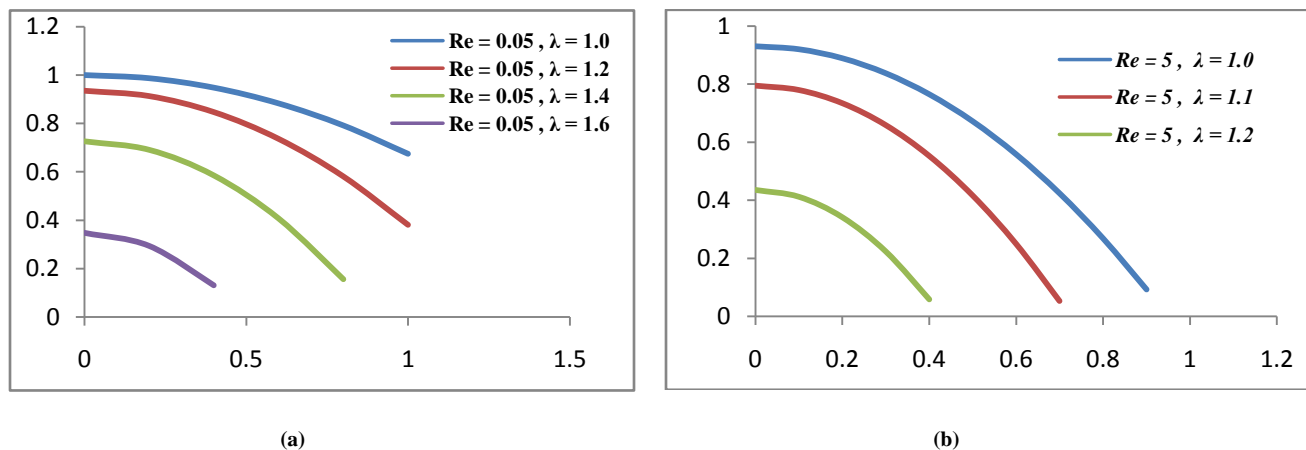 1.2
1
0.8
0.6
0.4
0.2
0
0 0.5 1 1.5
Re = 0.05 , λ = 1.0
Re = 0.05 , λ = 1.2
Re = 0.05 , λ = 1.4
Re = 0.05 , λ = 1.6
(a)
1
0.8
0.6
0.4
0.2
0
0 0.2 0.4 0.6 0.8 1 1.2
Re = 5 , λ = 1.0
Re = 5 , λ = 1.1
Re = 5 , λ = 1.2
(b)